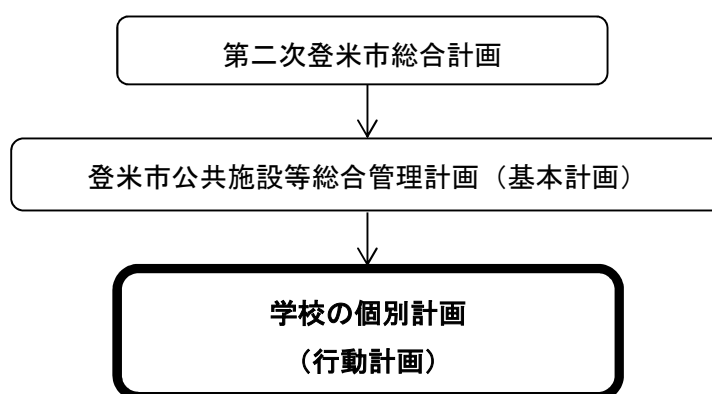 第二次登米市総合計画
登米市公共施設等総合管理計画（基本計画）
学校の個別計画
（行動計画）